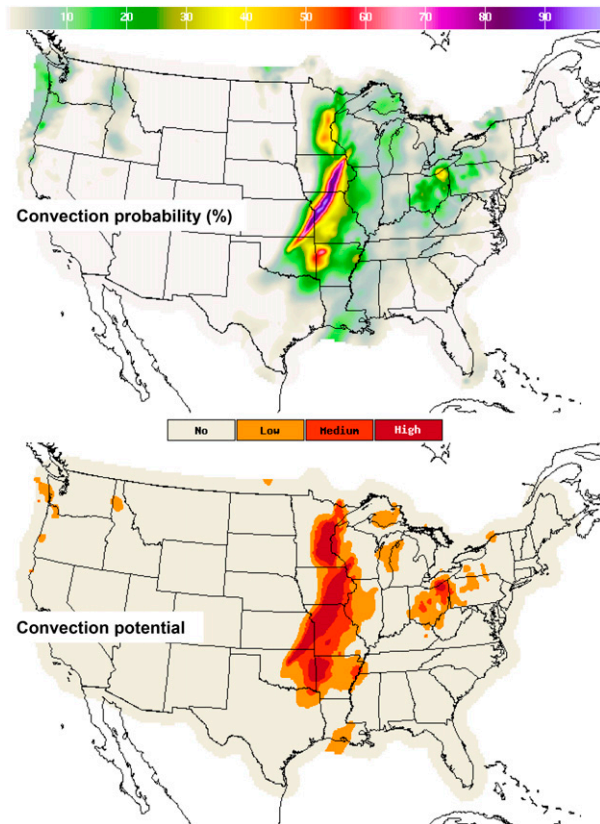 10 20 30 40 50 60 70 80 90
Convection probability (%)
No Low Medium High
Convection potential